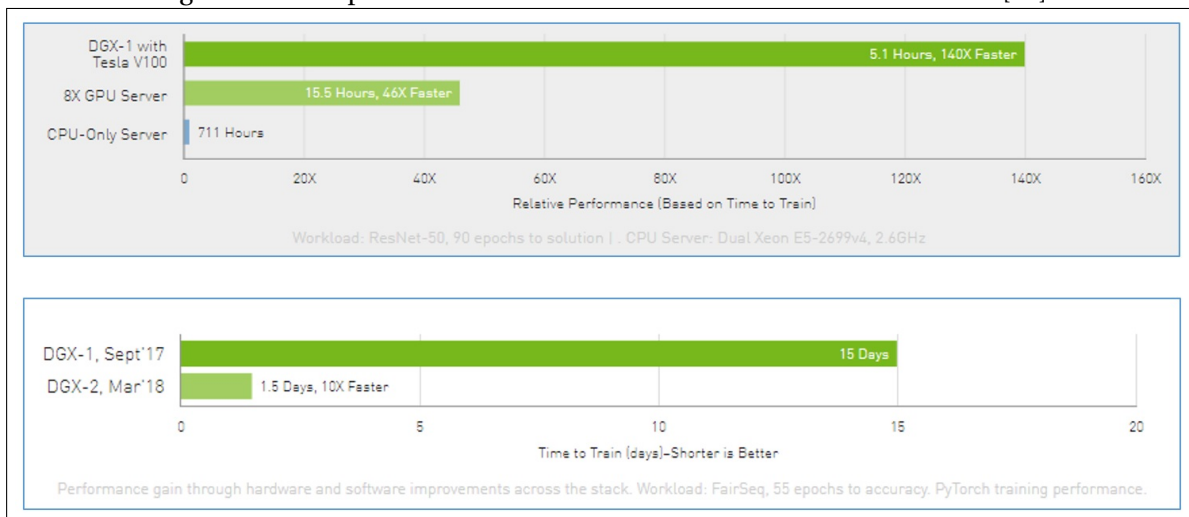 DGX-1 with
Tesla V100
5.1 Hours, 140X Faster
8X GPU Server
15.5 Hours, 46X Faster
CPU-Only Server
711 Hours
0 20X 40X 60X 80X 100X 120X 140X 160X
Relative Performance (Based on Time to Train)
Workload: ResNet-50, 90 epochs to solution | . CPU Server: Dual Xeon E5-2699v4, 2.6GHz
DGX-1, Sept'17
15 Days
DGX-2, Mar'18
1.5 Days, 10X Faster
0 5 10 15 20
Time to Train (days)–Shorter is Better
Performance gain through hardware and software improvements across the stack. Workload: FairSeq, 55 epochs to accuracy. PyTorch training performance.